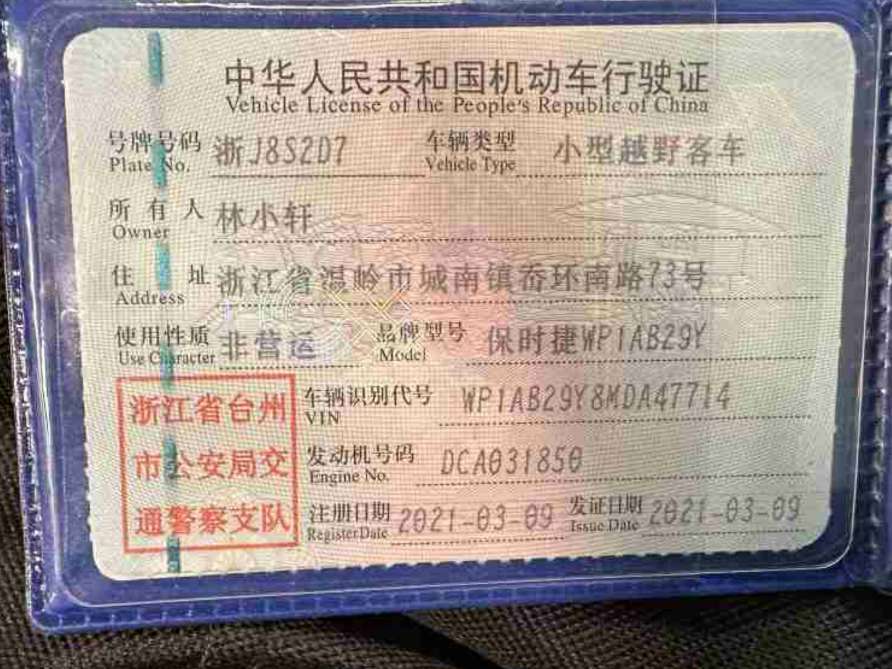 中华人民共和国机动车行驶证
Vehicle License of the People's Republic of China
号牌号码 浙J8S2D7 车辆类型 小型越野客车
Plate No. Vehicle Type
所有人 林小轩
Owner
住址 浙江省温岭市城南镇岙环南路73号
Address
使用性质 非营运 品牌型号 保时捷WP1AB29Y
Use Character Model
浙江省台州 车辆识别代号 WP1AB29Y8MDA47714
VIN
市公安局交 发动机号码 DCA031850
Engine No.
通警察支队 注册日期 2021-03-09 发证日期 2021-03-09
Register Date Issue Date